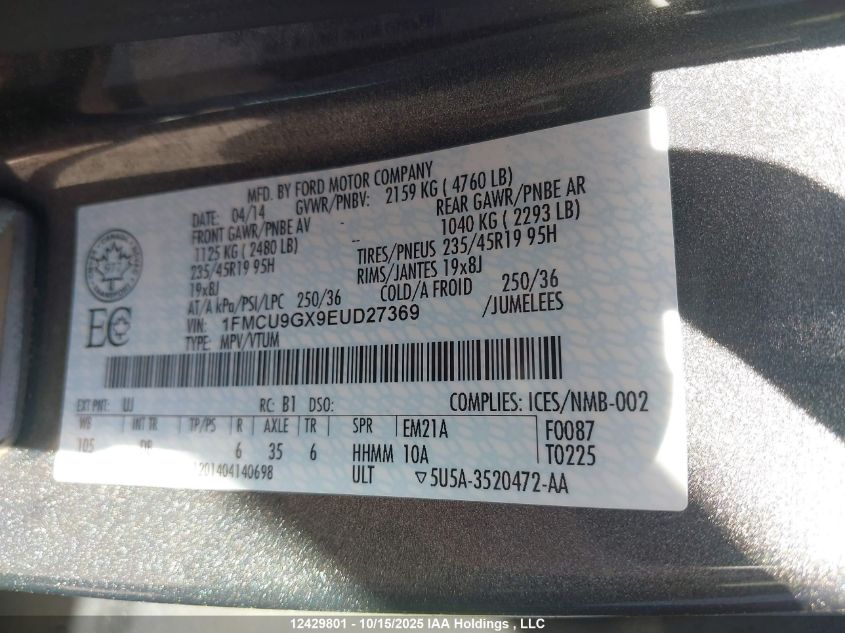 MFD. BY FORD MOTOR COMPANY
DATE: 04/14 GVWR/PNBV: 2159 KG ( 4760 LB)
FRONT GAWR/PNBE AV REAR GAWR/PNBE AR
1125 KG ( 2480 LB) -- 1040 KG ( 2293 LB)
235/45R19 95H TIRES/PNEUS 235/45R19 95H
19x8J RIMS/JANTES 19x8J
AT/A kPa/PSI/LPC 250/36 COLD/A FROID 250/36
VIN: 1FMCU9GX9EUD27369 /JUMELEES
TYPE: MPV/VTUM
EC
EXT PNT: UJ RC: B1 DSO: COMPLIES: ICES/NMB-002
WB INT TR TP/PS R AXLE TR SPR EM21A F0087
105 6 35 6 HHMM 10A T0225
1201404140698 ULT ▽5U5A-3520472-AA
12429801 - 10/15/2025 IAA Holdings , LLC